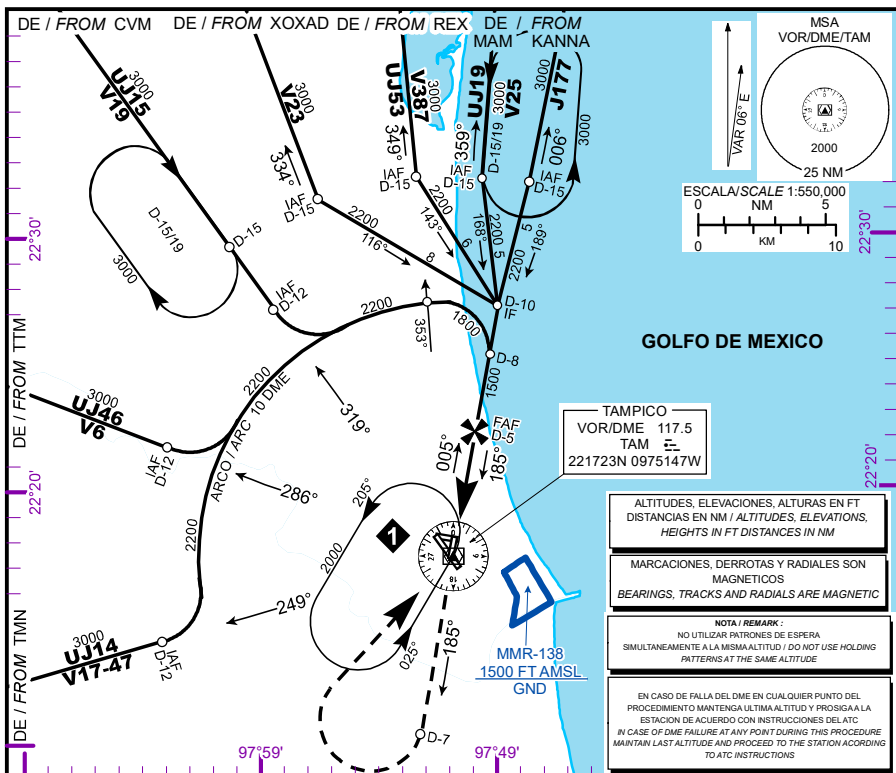 DE / FROM CVM
DE / FROM XOXAD
DE / FROM REX
DE / FROM
MAM KANNA
MSA
VOR/DME/TAM
2000
25 NM
VAR 06° E
ESCALA/SCALE 1:550,000
NM
0 5
KM
0 10
3000
UJ15
V19
3000
V23
3000
V387
UJ53
UJ19
3000
V25
D-15/19
3000
J177
3000
334°
349°
359°
006°
IAF
D-15
IAF
D-15
IAF
D-15
IAF
D-15
D-15/19
3000
D-15
IAF
D-12
22°30'
22°30'
2200
116°
8
2200
143°
6
2200 5
168°
5
2200
189°
D-10
IF
2200
1800
353°
D-8
1500
GOLFO DE MEXICO
DE / FROM TTM
3000
UJ46
V6
IAF
D-12
2200
ARCO / ARC 10 DME
319°
FAF
D-5
005°
185°
TAMPICO
VOR/DME 117.5
TAM
221723N 0975147W
22°20'
22°20'
286°
205°
2200
2000
1
249°
025°
185°
DE / FROM TMN
3000
UJ14
V17-47
IAF
D-12
MMR-138
1500 FT AMSL
GND
D-7
97°59'
97°49'
ALTITUDES, ELEVACIONES, ALTURAS EN FT
DISTANCIAS EN NM / ALTITUDES, ELEVATIONS,
HEIGHTS IN FT DISTANCES IN NM
MARCACIONES, DERROTAS Y RADIALES SON
MAGNETICOS
BEARINGS, TRACKS AND RADIALS ARE MAGNETIC
NOTA / REMARK :
NO UTILIZAR PATRONES DE ESPERA
SIMULTANEAMENTE A LA MISMA ALTITUD / DO NOT USE HOLDING
PATTERNS AT THE SAME ALTITUDE
EN CASO DE FALLA DEL DME EN CUALQUIER PUNTO DEL
PROCEDIMIENTO MANTENGA ULTIMA ALTITUD Y PROSIGA A LA
ESTACION DE ACUERDO CON INSTRUCCIONES DEL ATC
IN CASE OF DME FAILURE AT ANY POINT DURING THIS PROCEDURE
MAINTAIN LAST ALTITUDE AND PROCEED TO THE STATION ACORDING
TO ATC INSTRUCTIONS